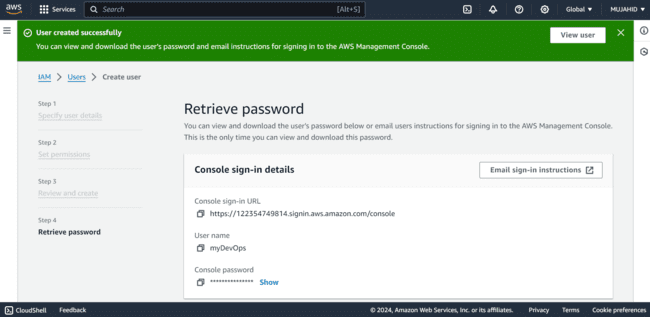 aws
Services
Search
[Alt+S]
Global
MUJAHID
User created successfully
You can view and download the user's password and email instructions for signing in to the AWS Management Console.
View user
IAM > Users > Create user
Step 1
Specify user details
Step 2
Set permissions
Step 3
Review and create
Step 4
Retrieve password
Retrieve password
You can view and download the user's password below or email users instructions for signing in to the AWS Management Console.
This is the only time you can view and download this password.
Console sign-in details
Email sign-in instructions
Console sign-in URL
https://122354749814.signin.aws.amazon.com/console
User name
myDevOps
Console password
*************** Show
CloudShell
Feedback
© 2024, Amazon Web Services, Inc. or its affiliates.
Privacy
Terms
Cookie preferences